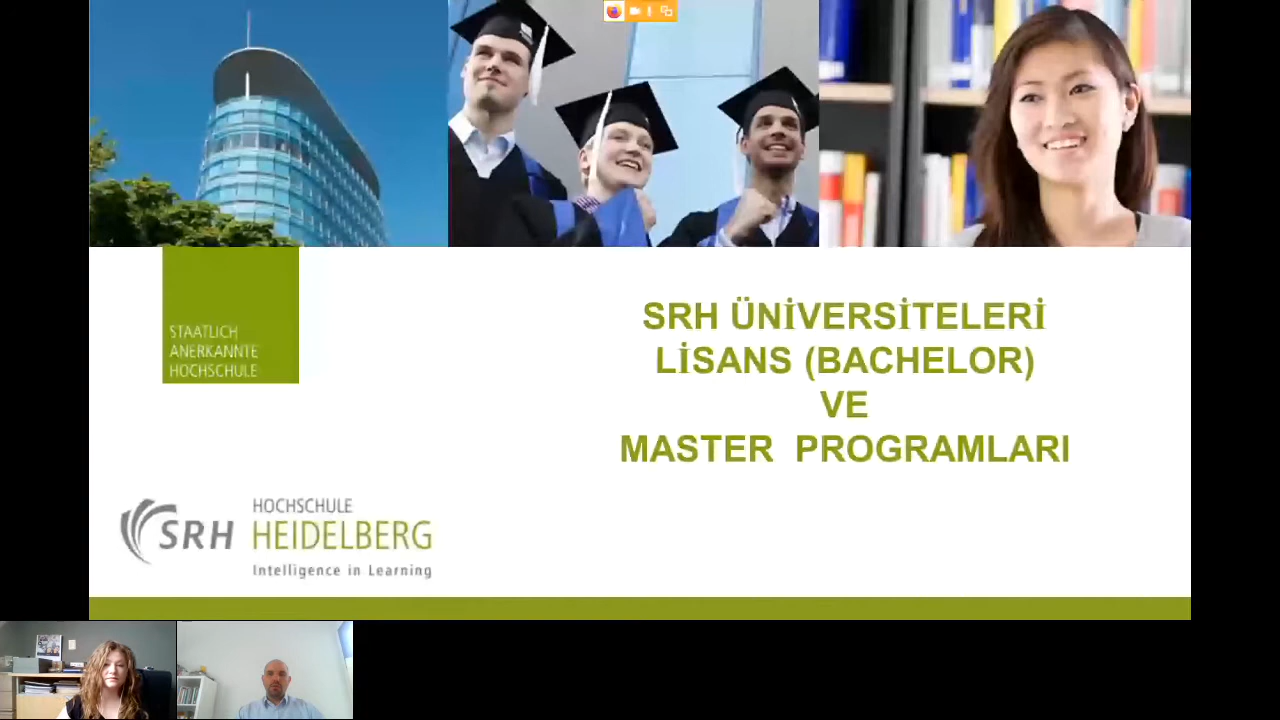 STAATLICH
ANERKANNTE
HOCHSCHULE
SRH ÜNİVERSİTELERİ
LİSANS (BACHELOR)
VE
MASTER PROGRAMLARI
SRH
HOCHSCHULE
HEIDELBERG
Intelligence in Learning